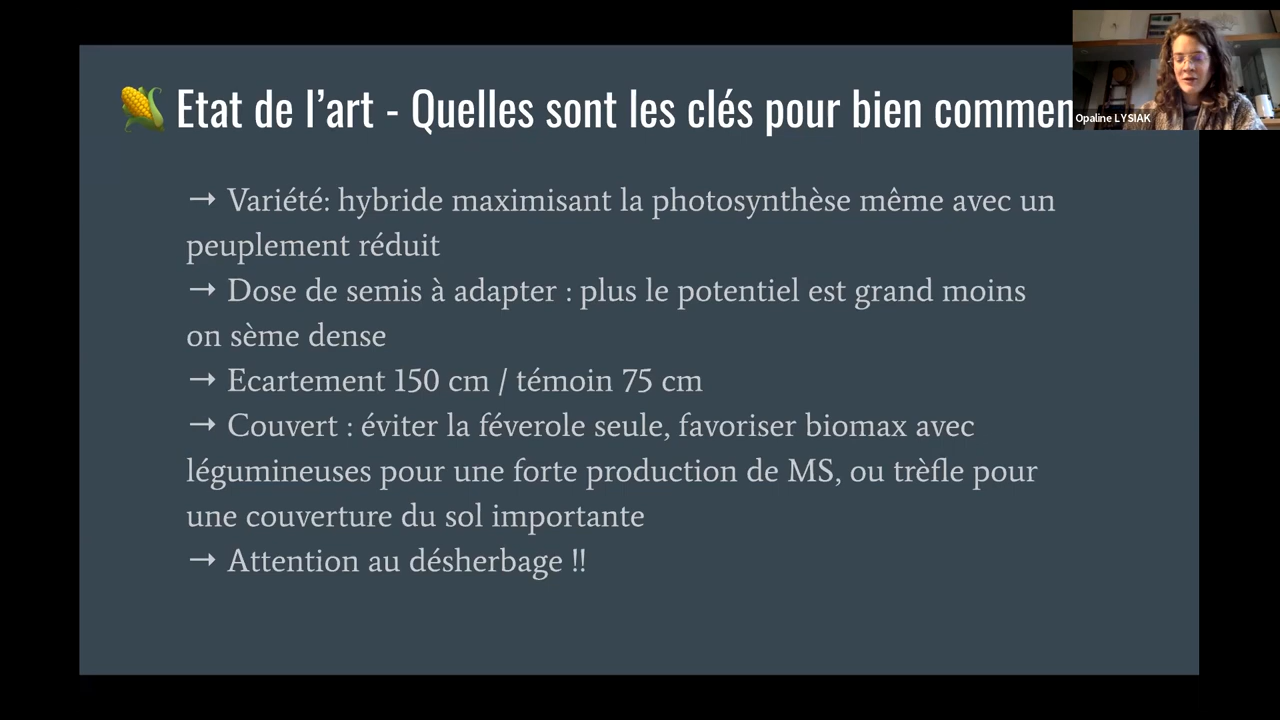 Etat de l’art - Quelles sont les clés pour bien commen
Opaline LYSIAK
→ Variété: hybride maximisant la photosynthèse même avec un
peuplement réduit
→ Dose de semis à adapter : plus le potentiel est grand moins
on sème dense
→ Ecartement 150 cm / témoin 75 cm
→ Couvert : éviter la féverole seule, favoriser biomax avec
légumineuses pour une forte production de MS, ou trèfle pour
une couverture du sol importante
→ Attention au désherbage !!